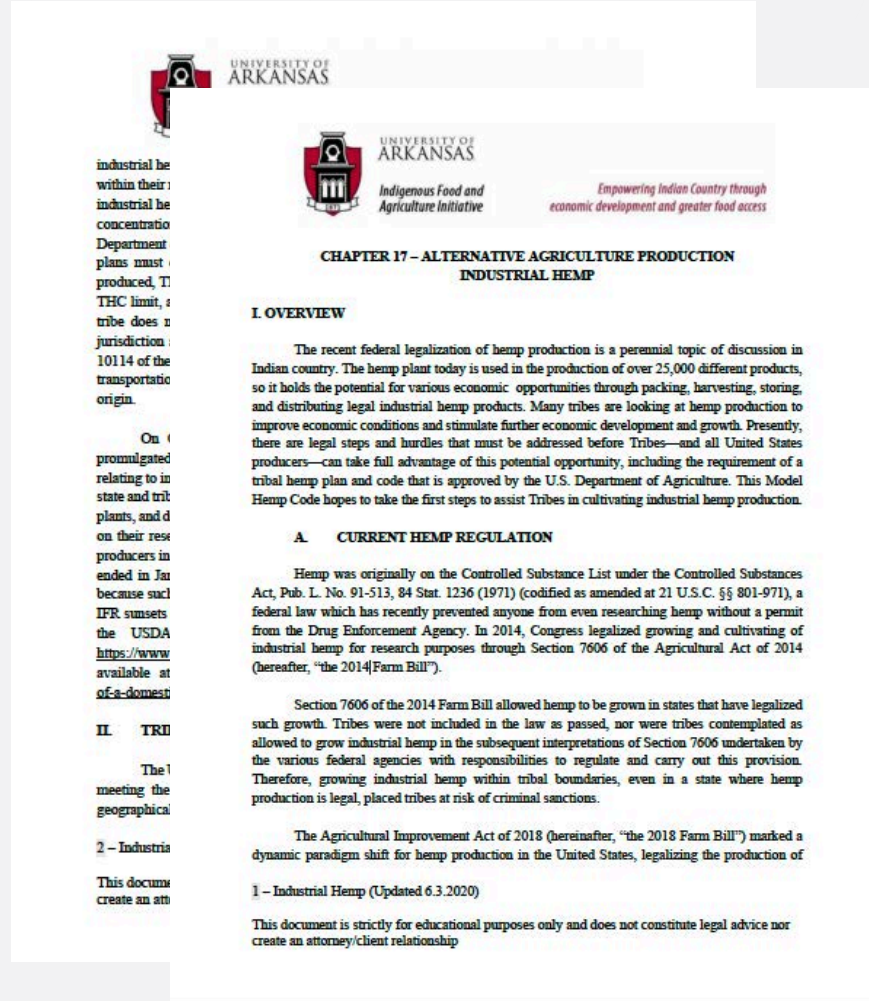 UNIVERSITY OF
ARKANSAS
industrial he
within their
industrial he
concentratio
Department
plans must
produced, T
THC limit, a
tribe does n
jurisdiction
10114 of the
transportatio
origin.
On
promulgated
relating to in
state and trib
plants, and d
on their rese
producers in
ended in Jan
because such
IFR sunsets
the USDA
https://www
available at
of-a-domesti
II. TRI
The U
meeting the
geographical
2 – Industria
This docume
create an att
UNIVERSITY OF
ARKANSAS
Indigenous Food and
Agriculture Initiative
Empowering Indian Country through
economic development and greater food access
1871
CHAPTER 17 – ALTERNATIVE AGRICULTURE PRODUCTION
INDUSTRIAL HEMP
I. OVERVIEW
The recent federal legalization of hemp production is a perennial topic of discussion in
Indian country. The hemp plant today is used in the production of over 25,000 different products,
so it holds the potential for various economic opportunities through packing, harvesting, storing,
and distributing legal industrial hemp products. Many tribes are looking at hemp production to
improve economic conditions and stimulate further economic development and growth. Presently,
there are legal steps and hurdles that must be addressed before Tribes—and all United States
producers—can take full advantage of this potential opportunity, including the requirement of a
tribal hemp plan and code that is approved by the U.S. Department of Agriculture. This Model
Hemp Code hopes to take the first steps to assist Tribes in cultivating industrial hemp production.
A. CURRENT HEMP REGULATION
Hemp was originally on the Controlled Substance List under the Controlled Substances
Act, Pub. L. No. 91-513, 84 Stat. 1236 (1971) (codified as amended at 21 U.S.C. §§ 801-971), a
federal law which has recently prevented anyone from even researching hemp without a permit
from the Drug Enforcement Agency. In 2014, Congress legalized growing and cultivating of
industrial hemp for research purposes through Section 7606 of the Agricultural Act of 2014
(hereafter, “the 2014 Farm Bill”).
Section 7606 of the 2014 Farm Bill allowed hemp to be grown in states that have legalized
such growth. Tribes were not included in the law as passed, nor were tribes contemplated as
allowed to grow industrial hemp in the subsequent interpretations of Section 7606 undertaken by
the various federal agencies with responsibilities to regulate and carry out this provision.
Therefore, growing industrial hemp within tribal boundaries, even in a state where hemp
production is legal, placed tribes at risk of criminal sanctions.
The Agricultural Improvement Act of 2018 (hereinafter, “the 2018 Farm Bill”) marked a
dynamic paradigm shift for hemp production in the United States, legalizing the production of
1 – Industrial Hemp (Updated 6.3.2020)
This document is strictly for educational purposes only and does not constitute legal advice nor
create an attorney/client relationship